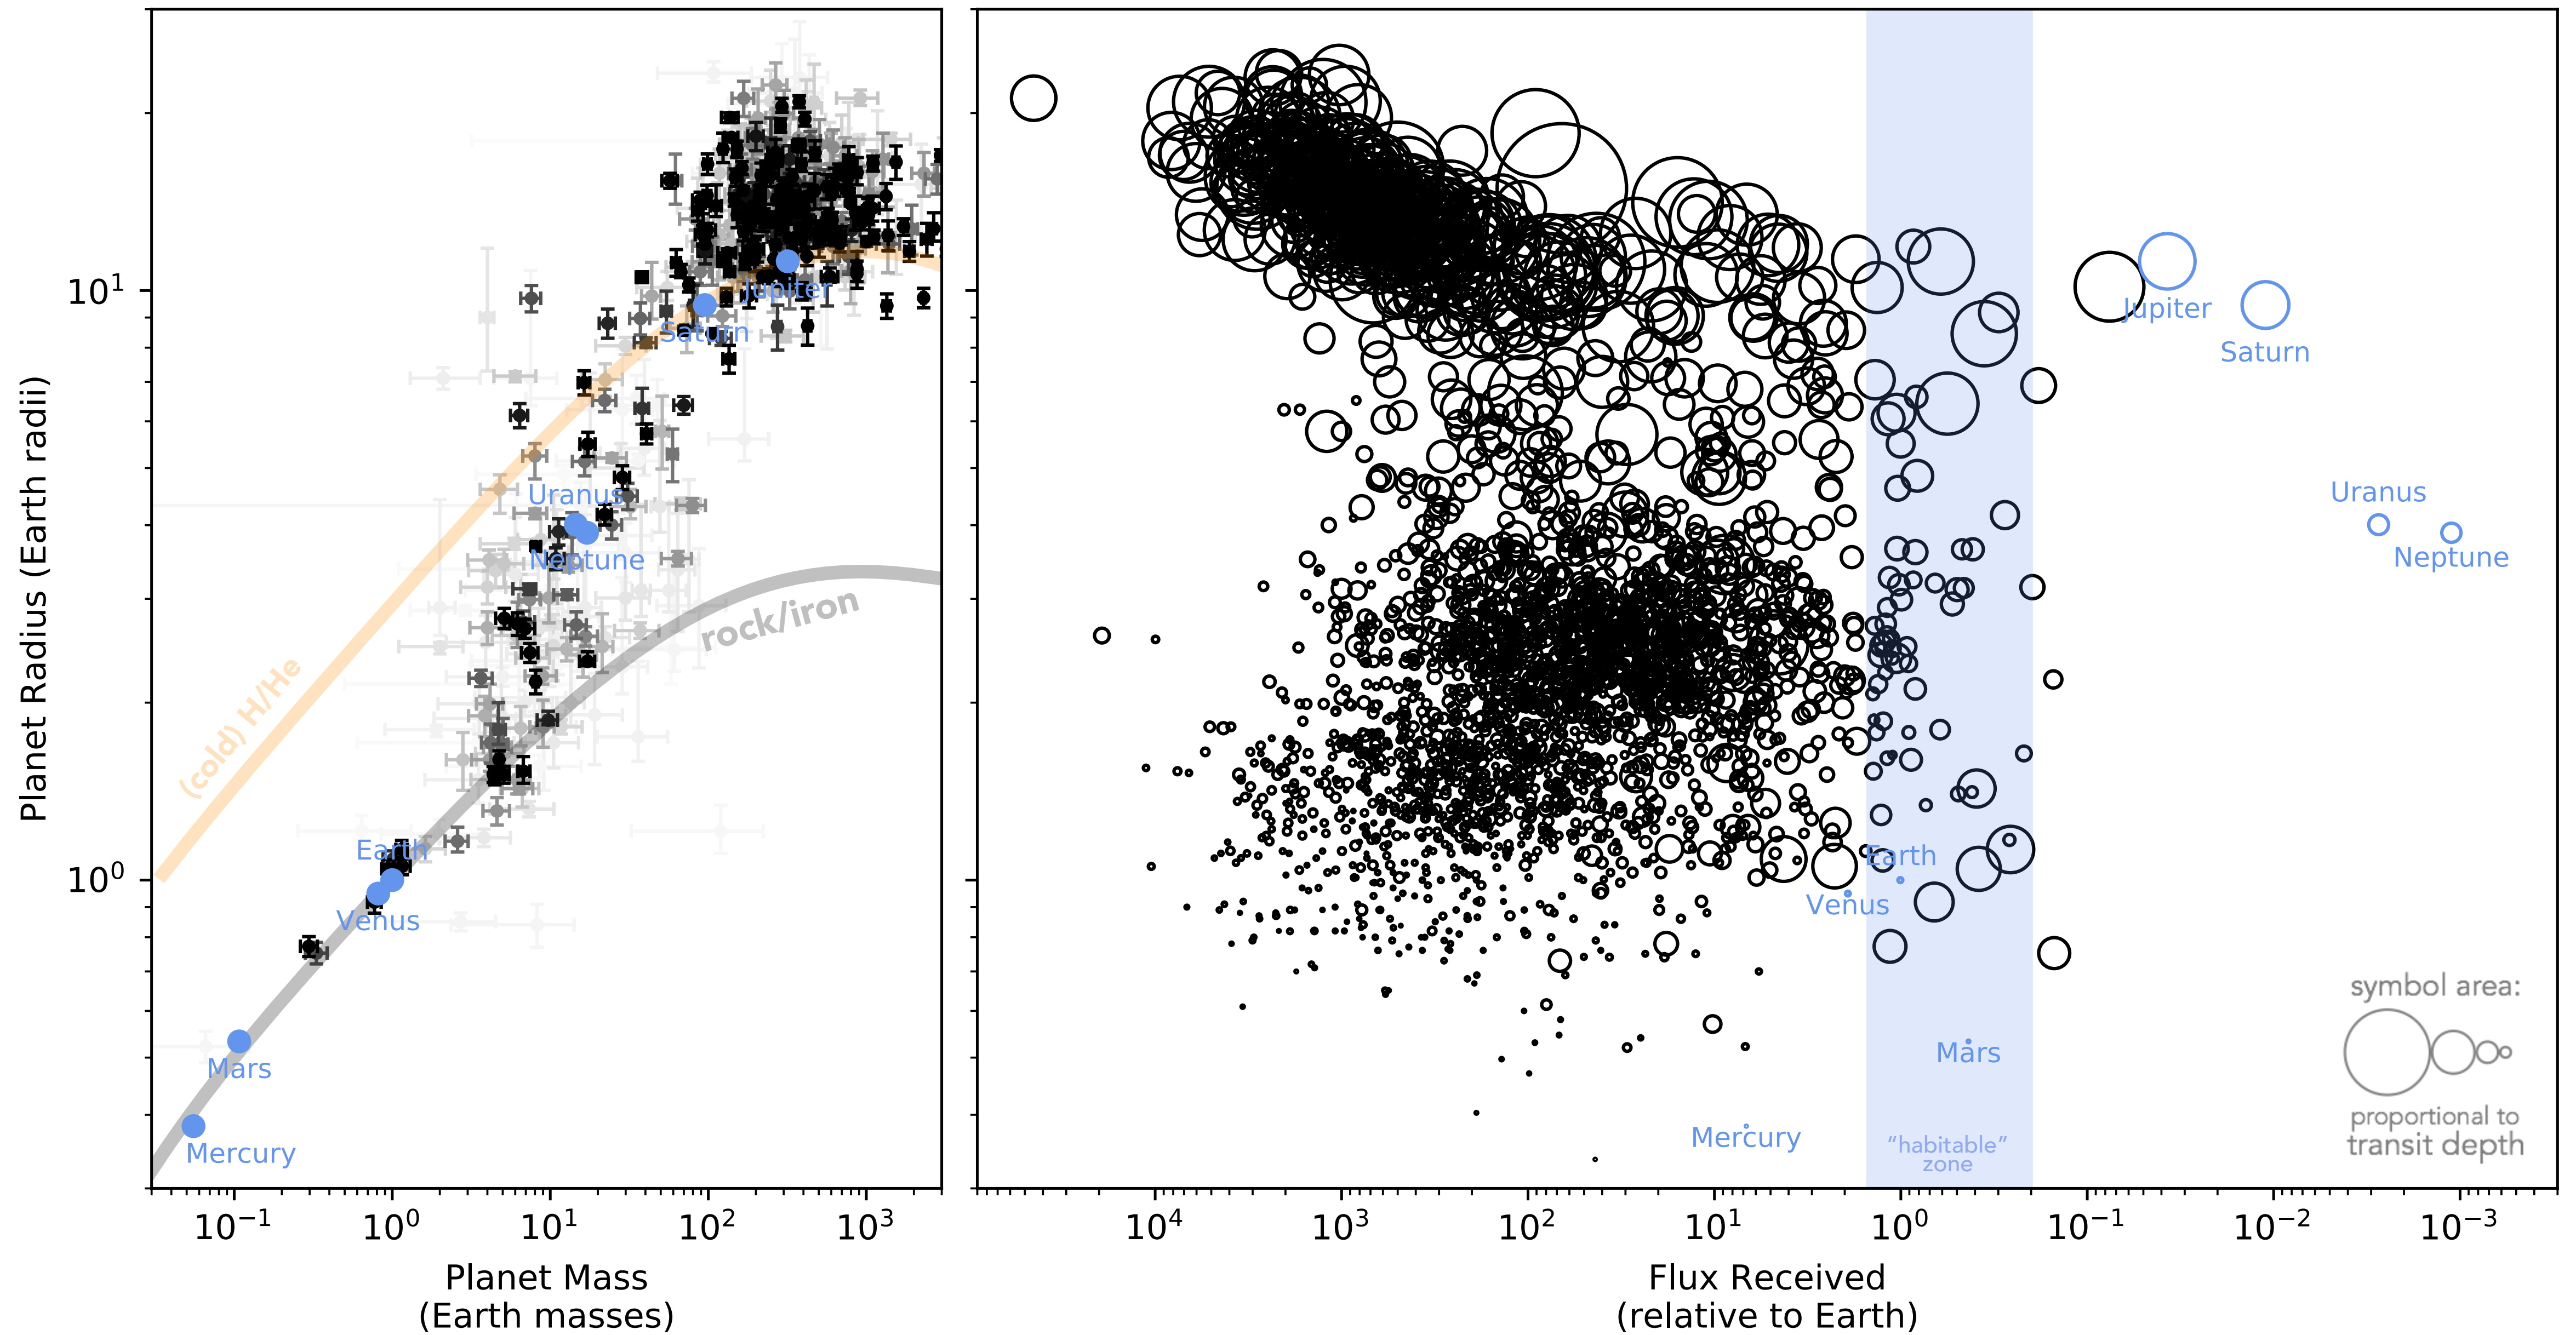 Planet Radius (Earth radii)
10¹
10⁰
(cold) H/He
rock/iron
Jupiter
Saturn
Uranus
Neptune
Earth
Venus
Mars
Mercury
10⁻¹
10⁰
10¹
10²
10³
Planet Mass
(Earth masses)
Jupiter
Saturn
Uranus
Neptune
Earth
Venus
Mars
Mercury
"habitable"
zone
symbol area:
proportional to
transit depth
10⁴
10³
10²
10¹
10⁰
10⁻¹
10⁻²
10⁻³
Flux Received
(relative to Earth)